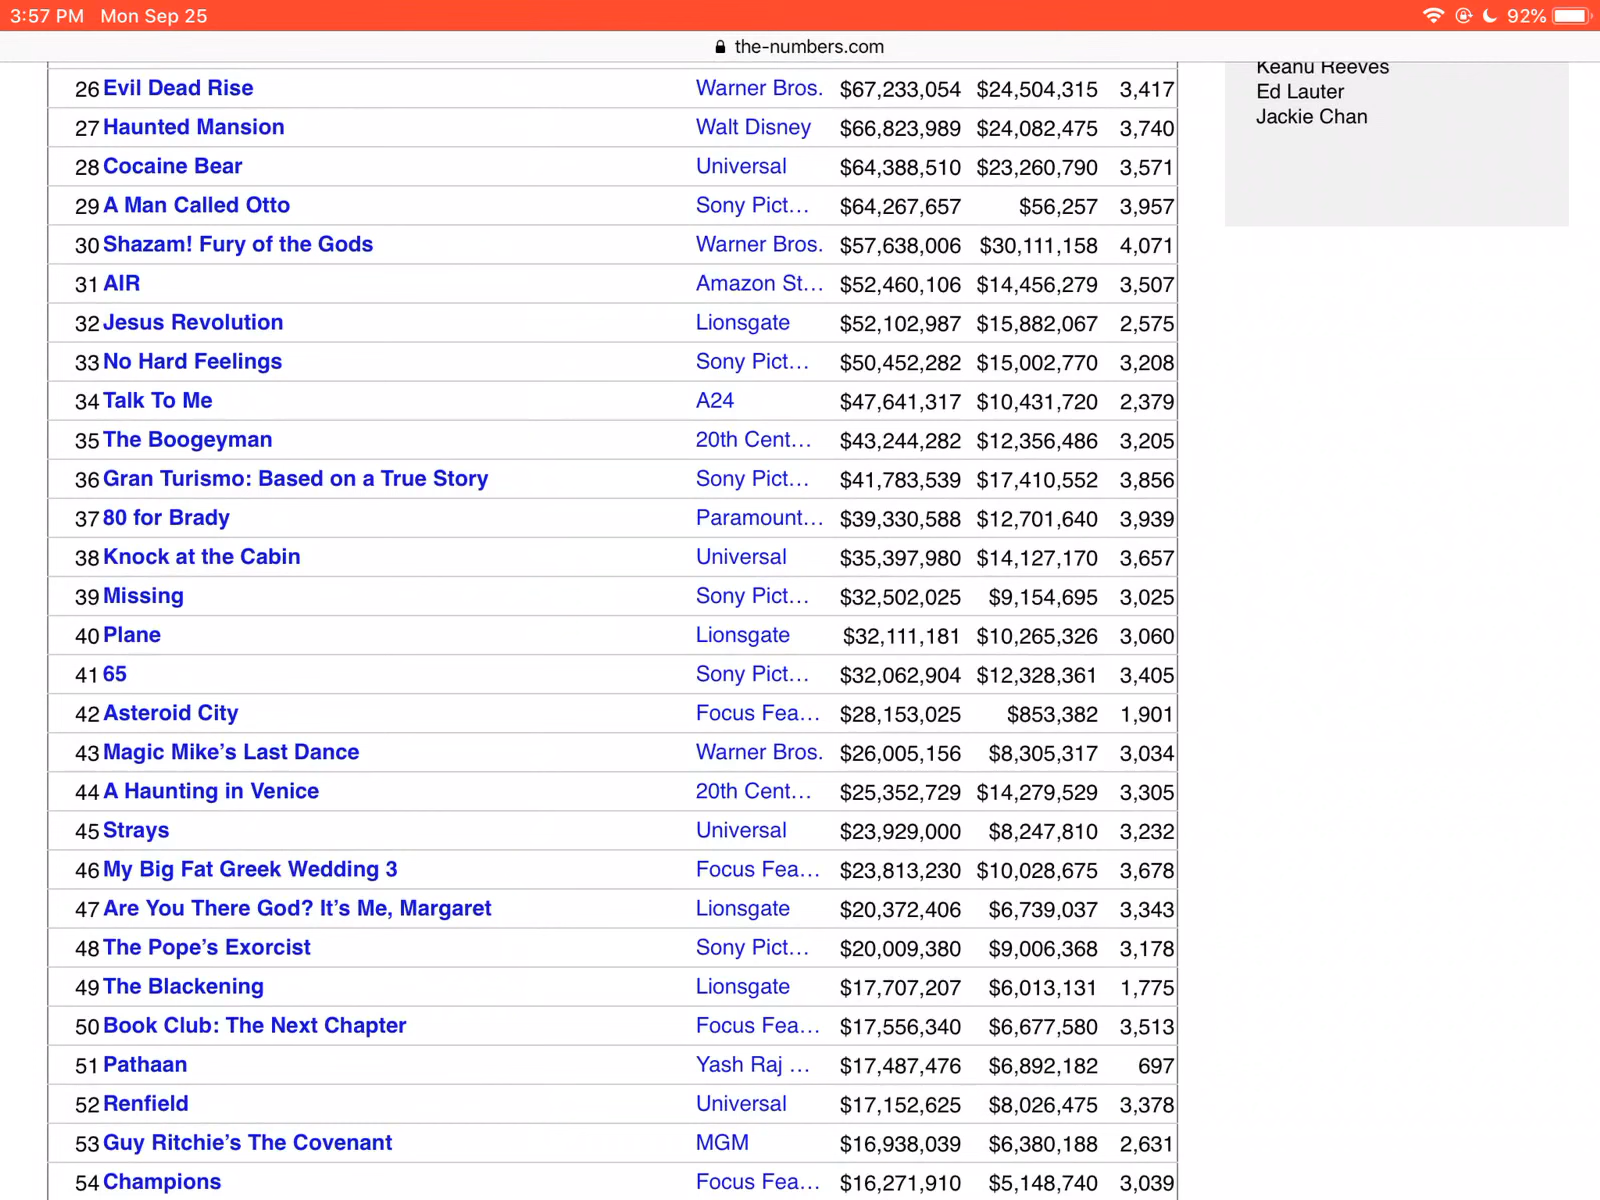 3:57 PM Mon Sep 25 92%
the-numbers.com
Keanu Reeves
Ed Lauter
Jackie Chan
26 Evil Dead Rise Warner Bros. $67,233,054 $24,504,315 3,417
27 Haunted Mansion Walt Disney $66,823,989 $24,082,475 3,740
28 Cocaine Bear Universal $64,388,510 $23,260,790 3,571
29 A Man Called Otto Sony Pict... $64,267,657 $56,257 3,957
30 Shazam! Fury of the Gods Warner Bros. $57,638,006 $30,111,158 4,071
31 AIR Amazon St... $52,460,106 $14,456,279 3,507
32 Jesus Revolution Lionsgate $52,102,987 $15,882,067 2,575
33 No Hard Feelings Sony Pict... $50,452,282 $15,002,770 3,208
34 Talk To Me A24 $47,641,317 $10,431,720 2,379
35 The Boogeyman 20th Cent... $43,244,282 $12,356,486 3,205
36 Gran Turismo: Based on a True Story Sony Pict... $41,783,539 $17,410,552 3,856
37 80 for Brady Paramount... $39,330,588 $12,701,640 3,939
38 Knock at the Cabin Universal $35,397,980 $14,127,170 3,657
39 Missing Sony Pict... $32,502,025 $9,154,695 3,025
40 Plane Lionsgate $32,111,181 $10,265,326 3,060
41 65 Sony Pict... $32,062,904 $12,328,361 3,405
42 Asteroid City Focus Fea... $28,153,025 $853,382 1,901
43 Magic Mike's Last Dance Warner Bros. $26,005,156 $8,305,317 3,034
44 A Haunting in Venice 20th Cent... $25,352,729 $14,279,529 3,305
45 Strays Universal $23,929,000 $8,247,810 3,232
46 My Big Fat Greek Wedding 3 Focus Fea... $23,813,230 $10,028,675 3,678
47 Are You There God? It's Me, Margaret Lionsgate $20,372,406 $6,739,037 3,343
48 The Pope's Exorcist Sony Pict... $20,009,380 $9,006,368 3,178
49 The Blackening Lionsgate $17,707,207 $6,013,131 1,775
50 Book Club: The Next Chapter Focus Fea... $17,556,340 $6,677,580 3,513
51 Pathaan Yash Raj ... $17,487,476 $6,892,182 697
52 Renfield Universal $17,152,625 $8,026,475 3,378
53 Guy Ritchie's The Covenant MGM $16,938,039 $6,380,188 2,631
54 Champions Focus Fea... $16,271,910 $5,148,740 3,039